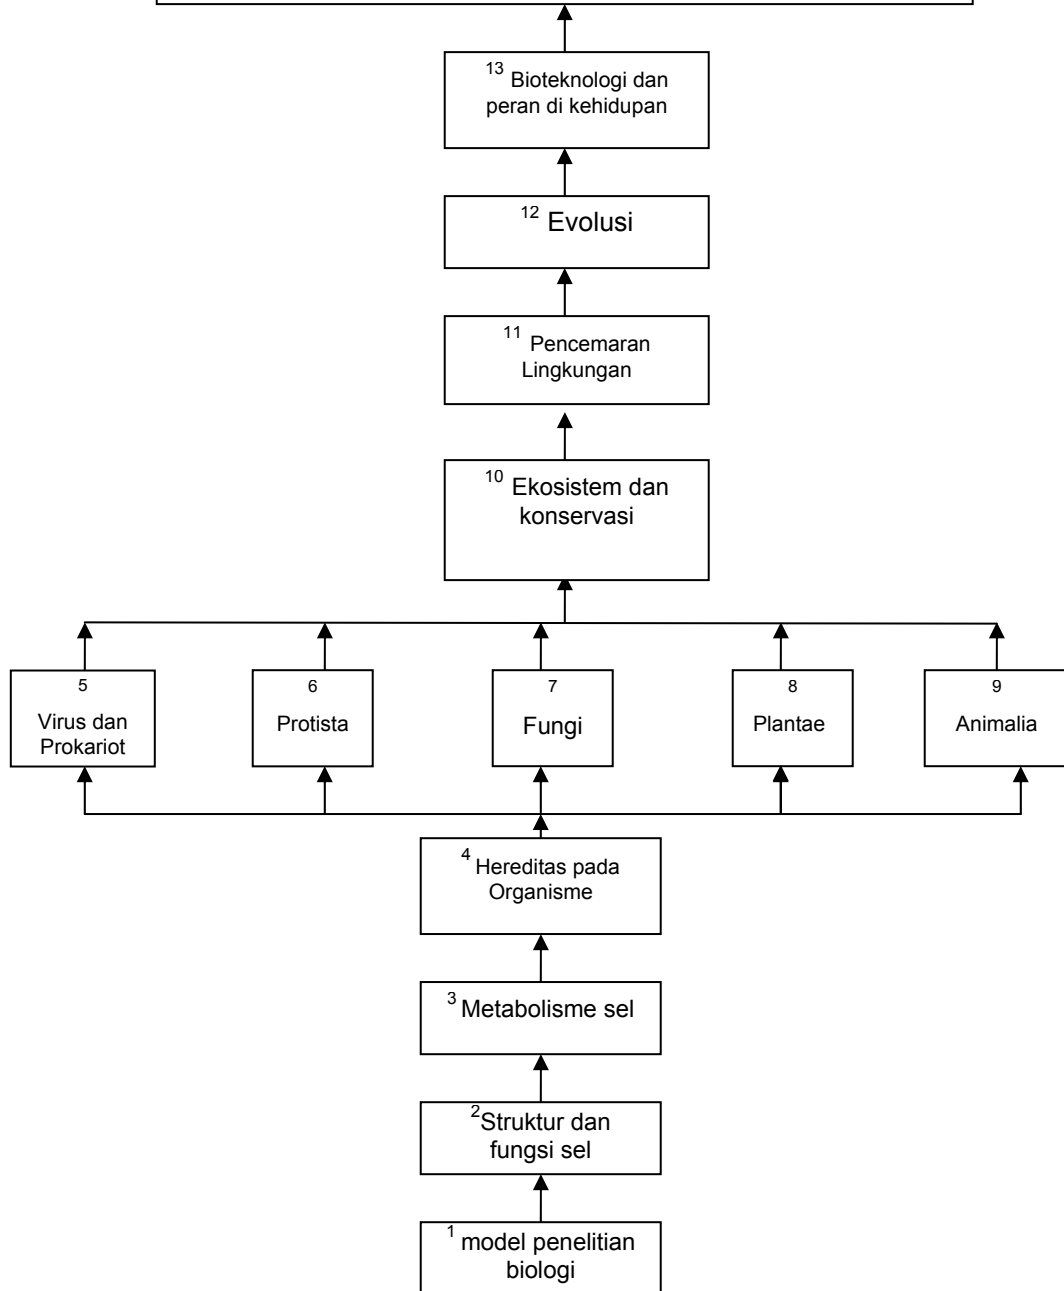 13 Bioteknologi dan
peran di kehidupan
12 Evolusi
11 Pencemaran
Lingkungan
10 Ekosistem dan
konservasi
5
Virus dan
Prokariot
6
Protista
7
Fungi
8
Plantae
9
Animalia
4 Hereditas pada
Organisme
3 Metabolisme sel
2 Struktur dan
fungsi sel
1 model penelitian
biologi